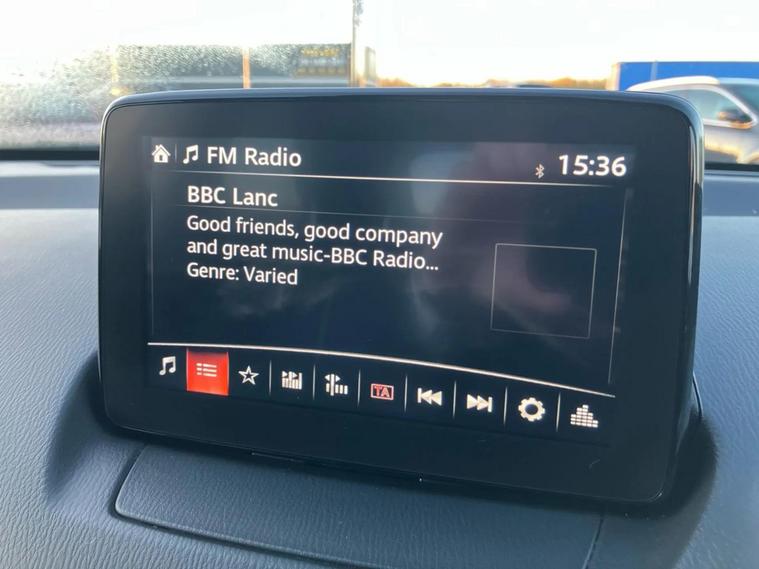 FM Radio
15:36
BBC Lanc
Good friends, good company
and great music-BBC Radio...
Genre: Varied
TA